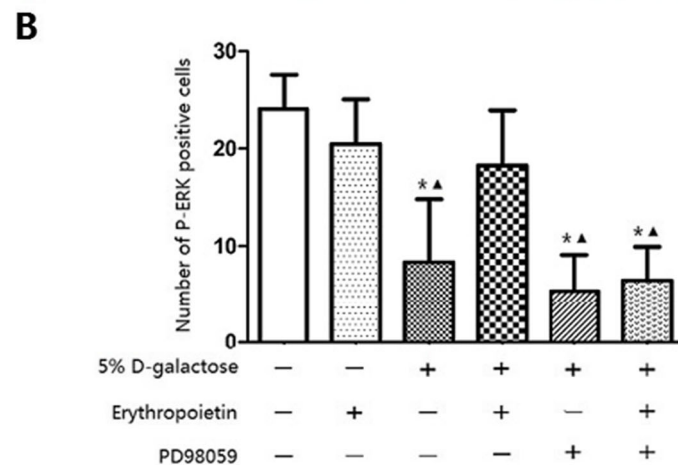 B
Number of P-ERK positive cells
30
20
10
0
*▲
*▲
*▲
5% D-galactose — — + + + +
Erythropoietin — + — + — +
PD98059 — — — — + +